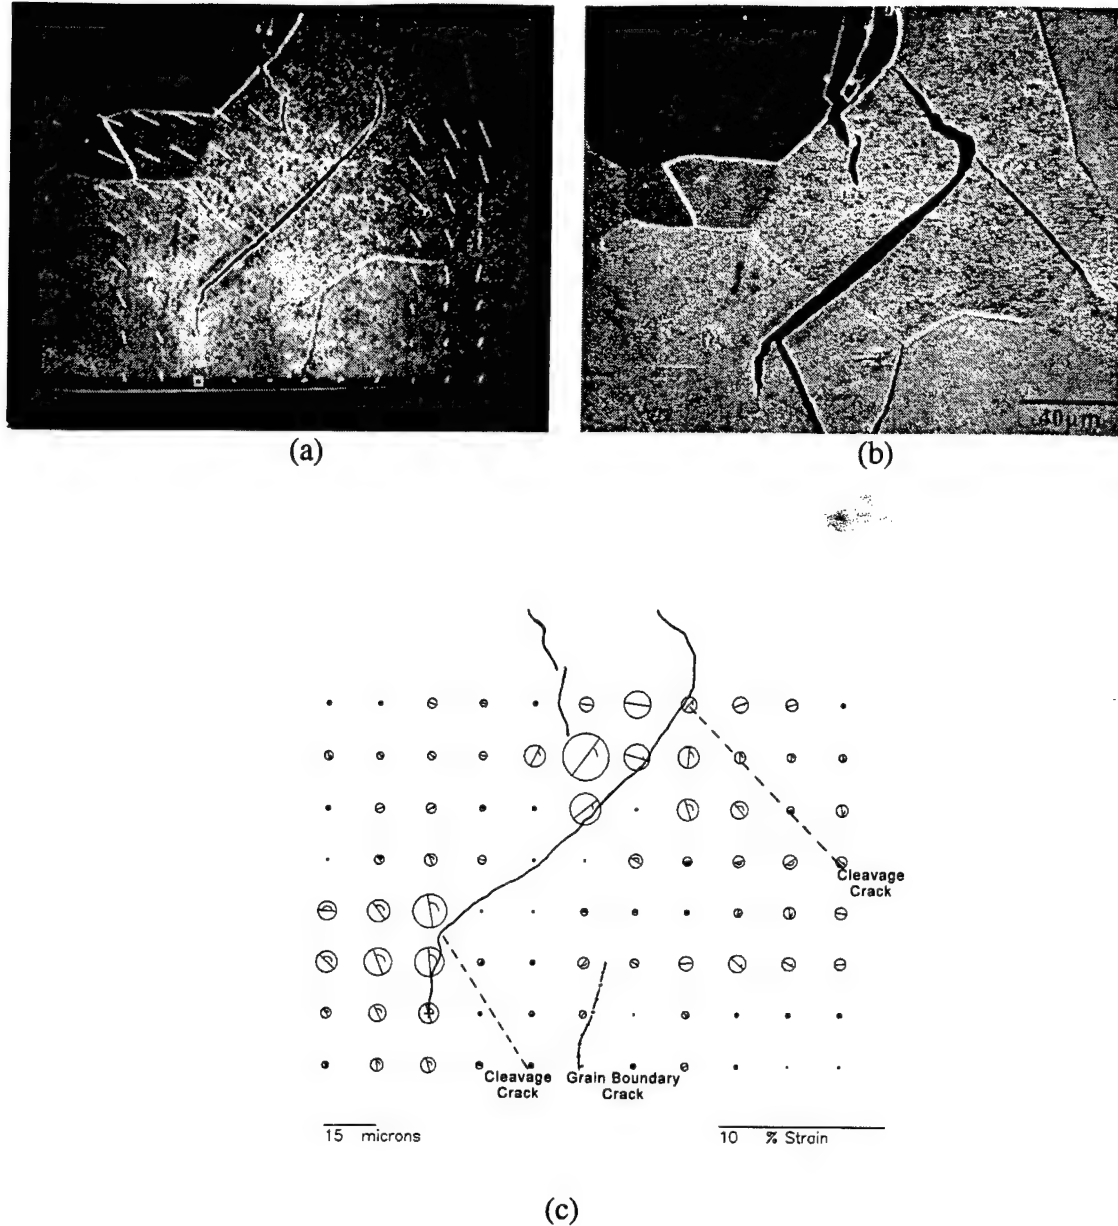 40μm
(a)
(b)
Cleavage
Crack
Cleavage
Crack
Grain Boundary
Crack
15 microns
10 % Strain
(c)